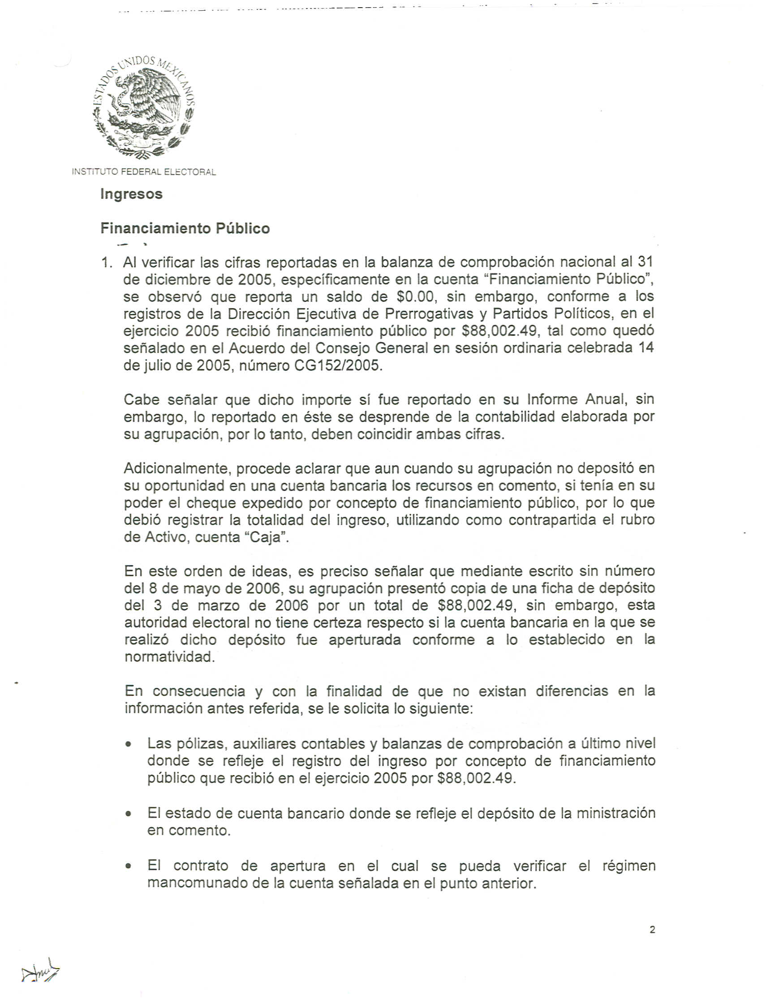 ESTADOS UNIDOS MEXICANOS
INSTITUTO FEDERAL ELECTORAL
Ingresos
Financiamiento Público
1. Al verificar las cifras reportadas en la balanza de comprobación nacional al 31
de diciembre de 2005, específicamente en la cuenta “Financiamiento Público”,
se observó que reporta un saldo de $0.00, sin embargo, conforme a los
registros de la Dirección Ejecutiva de Prerrogativas y Partidos Políticos, en el
ejercicio 2005 recibió financiamiento público por $88,002.49, tal como quedó
señalado en el Acuerdo del Consejo General en sesión ordinaria celebrada 14
de julio de 2005, número CG152/2005.
Cabe señalar que dicho importe sí fue reportado en su Informe Anual, sin
embargo, lo reportado en éste se desprende de la contabilidad elaborada por
su agrupación, por lo tanto, deben coincidir ambas cifras.
Adicionalmente, procede aclarar que aun cuando su agrupación no depositó en
su oportunidad en una cuenta bancaria los recursos en comento, si tenía en su
poder el cheque expedido por concepto de financiamiento público, por lo que
debió registrar la totalidad del ingreso, utilizando como contrapartida el rubro
de Activo, cuenta “Caja”.
En este orden de ideas, es preciso señalar que mediante escrito sin número
del 8 de mayo de 2006, su agrupación presentó copia de una ficha de depósito
del 3 de marzo de 2006 por un total de $88,002.49, sin embargo, esta
autoridad electoral no tiene certeza respecto si la cuenta bancaria en la que se
realizó dicho depósito fue aperturada conforme a lo establecido en la
normatividad.
En consecuencia y con la finalidad de que no existan diferencias en la
información antes referida, se le solicita lo siguiente:
• Las pólizas, auxiliares contables y balanzas de comprobación a último nivel
donde se refleje el registro del ingreso por concepto de financiamiento
público que recibió en el ejercicio 2005 por $88,002.49.
• El estado de cuenta bancario donde se refleje el depósito de la ministración
en comento.
• El contrato de apertura en el cual se pueda verificar el régimen
mancomunado de la cuenta señalada en el punto anterior.
2